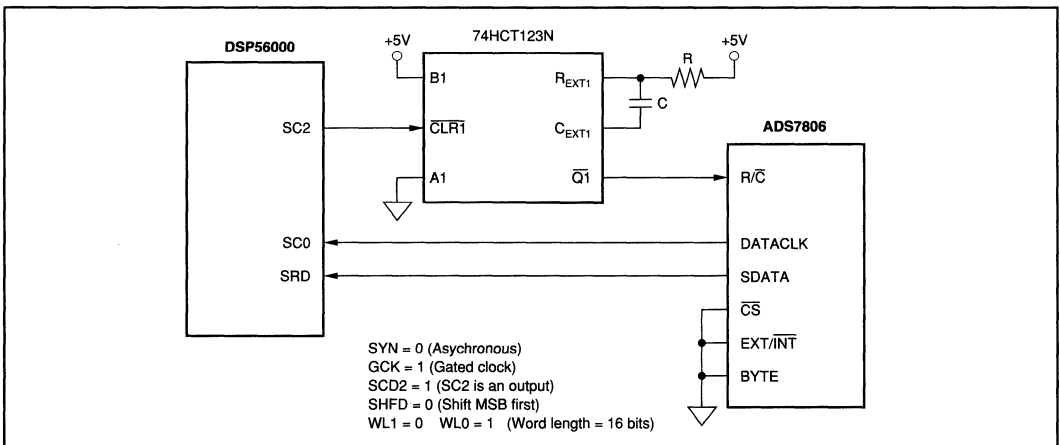 DSP56000
SC2
SC0
SRD
+5V
74HCT123N
B1
CLR1
A1
REXT1
CEXT1
Q1
R
C
+5V
ADS7806
R/C
DATACLK
SDATA
CS
EXT/INT
BYTE
SYN = 0 (Asychronous)
GCK = 1 (Gated clock)
SCD2 = 1 (SC2 is an output)
SHFD = 0 (Shift MSB first)
WL1 = 0 WL0 = 1 (Word length = 16 bits)